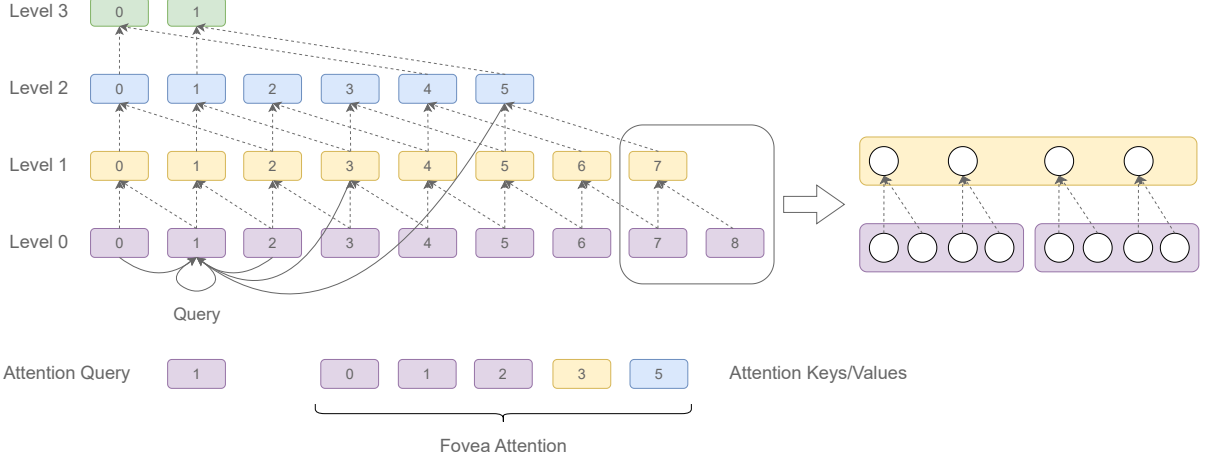 Level 3 0 1
Level 2 0 1 2 3 4 5
Level 1 0 1 2 3 4 5 6 7
Level 0 0 1 2 3 4 5 6 7 8
Query
Attention Query 1 0 1 2 3 5 Attention Keys/Values
Fovea Attention